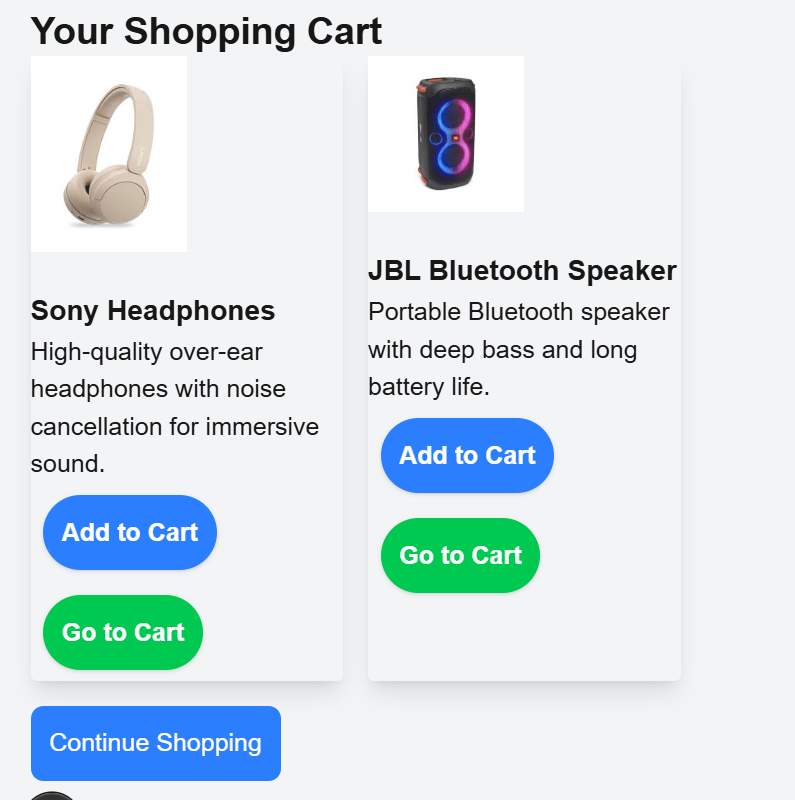 Your Shopping Cart
Sony Headphones
High-quality over-ear
headphones with noise
cancellation for immersive
sound.
Add to Cart
Go to Cart
JBL Bluetooth Speaker
Portable Bluetooth speaker
with deep bass and long
battery life.
Add to Cart
Go to Cart
Continue Shopping